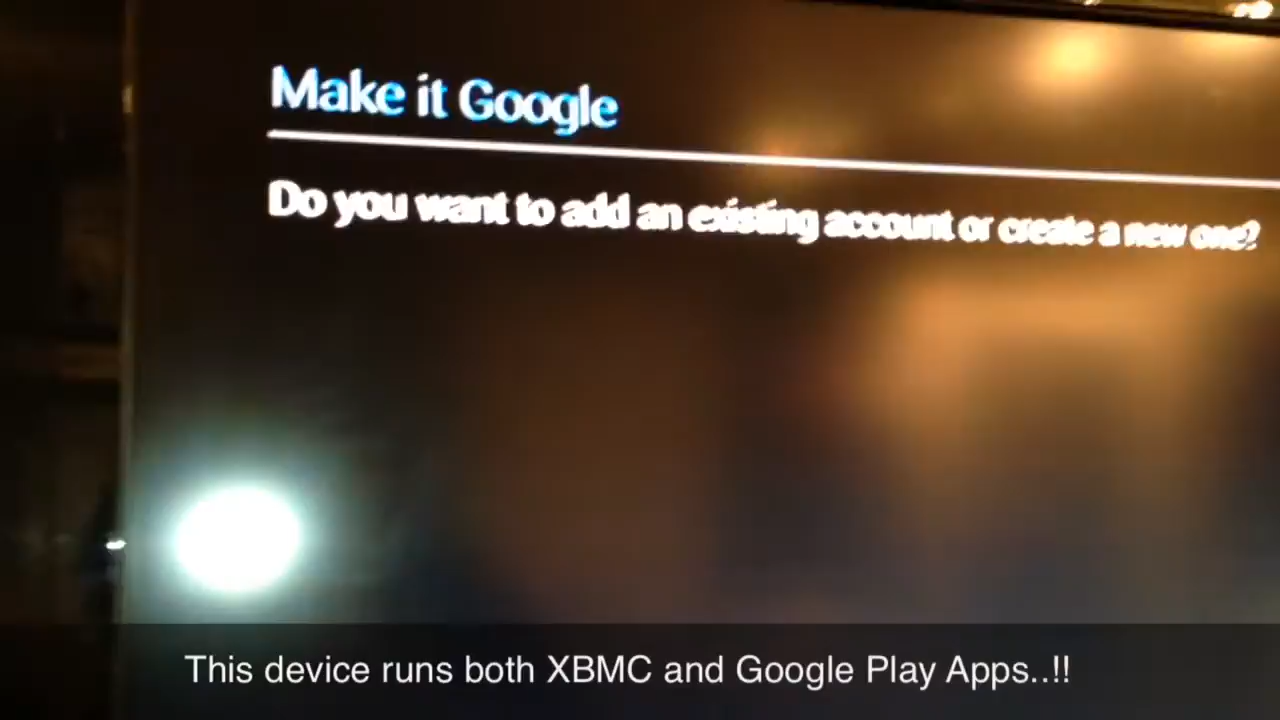 Make it Google
Do you want to add an existing account or create a new one?
This device runs both XBMC and Google Play Apps..!!